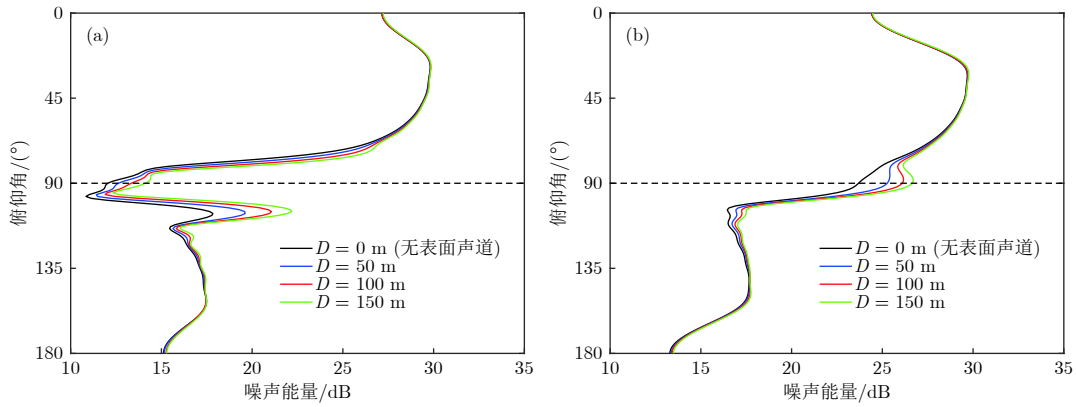 (a)
0
45
90
135
180
俯仰角/(°)
D = 0 m (无表面声道)
D = 50 m
D = 100 m
D = 150 m
10 15 20 25 30 35
噪声能量/dB
(b)
0
45
90
135
180
俯仰角/(°)
D = 0 m (无表面声道)
D = 50 m
D = 100 m
D = 150 m
10 15 20 25 30 35
噪声能量/dB